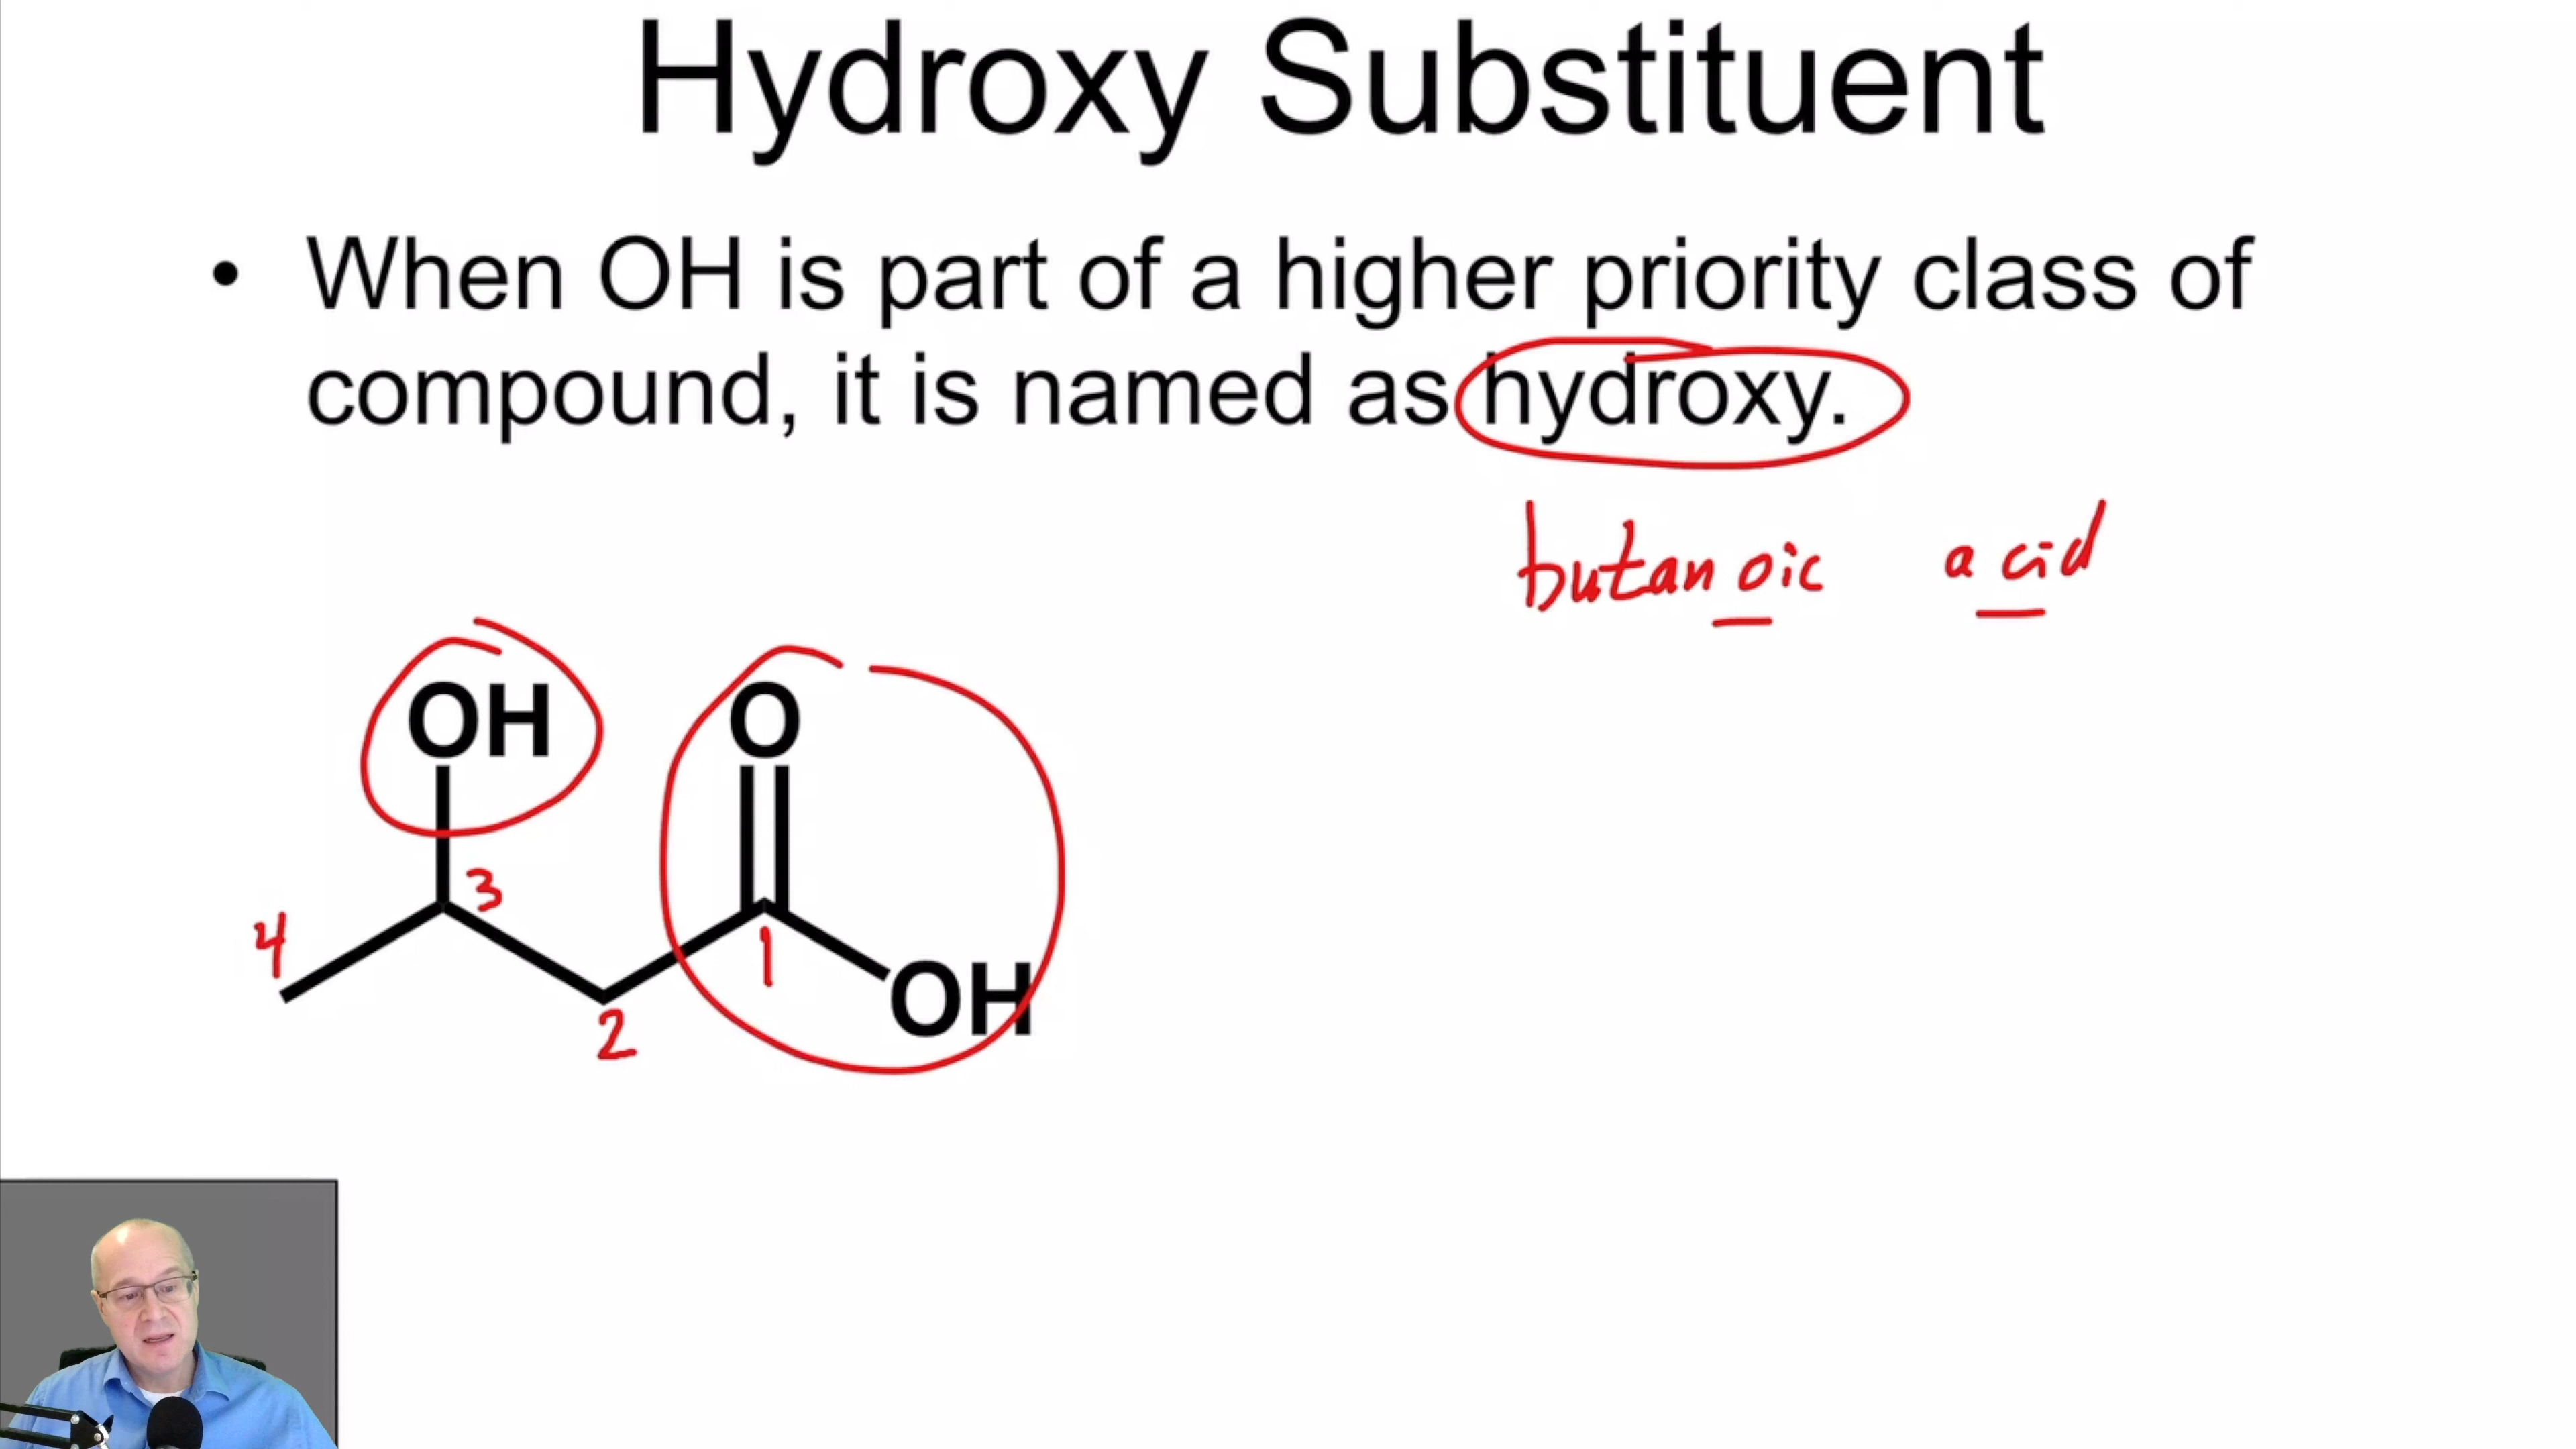 Hydroxy Substituent
• When OH is part of a higher priority class of
compound, it is named as hydroxy.
butanoic acid
OH O
3
4
1
OH
2